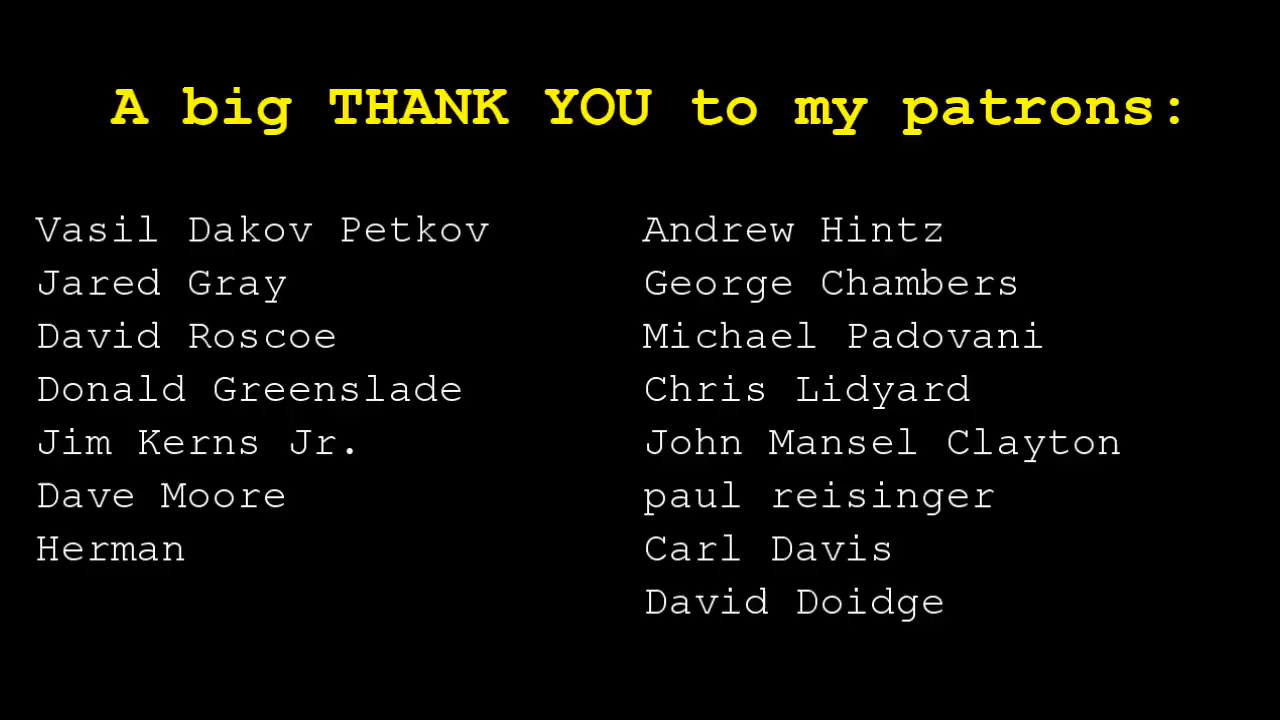 A big THANK YOU to my patrons:
Vasil Dakov Petkov
Jared Gray
David Roscoe
Donald Greenslade
Jim Kerns Jr.
Dave Moore
Herman
Andrew Hintz
George Chambers
Michael Padovani
Chris Lidyard
John Mansel Clayton
paul reisinger
Carl Davis
David Doidge